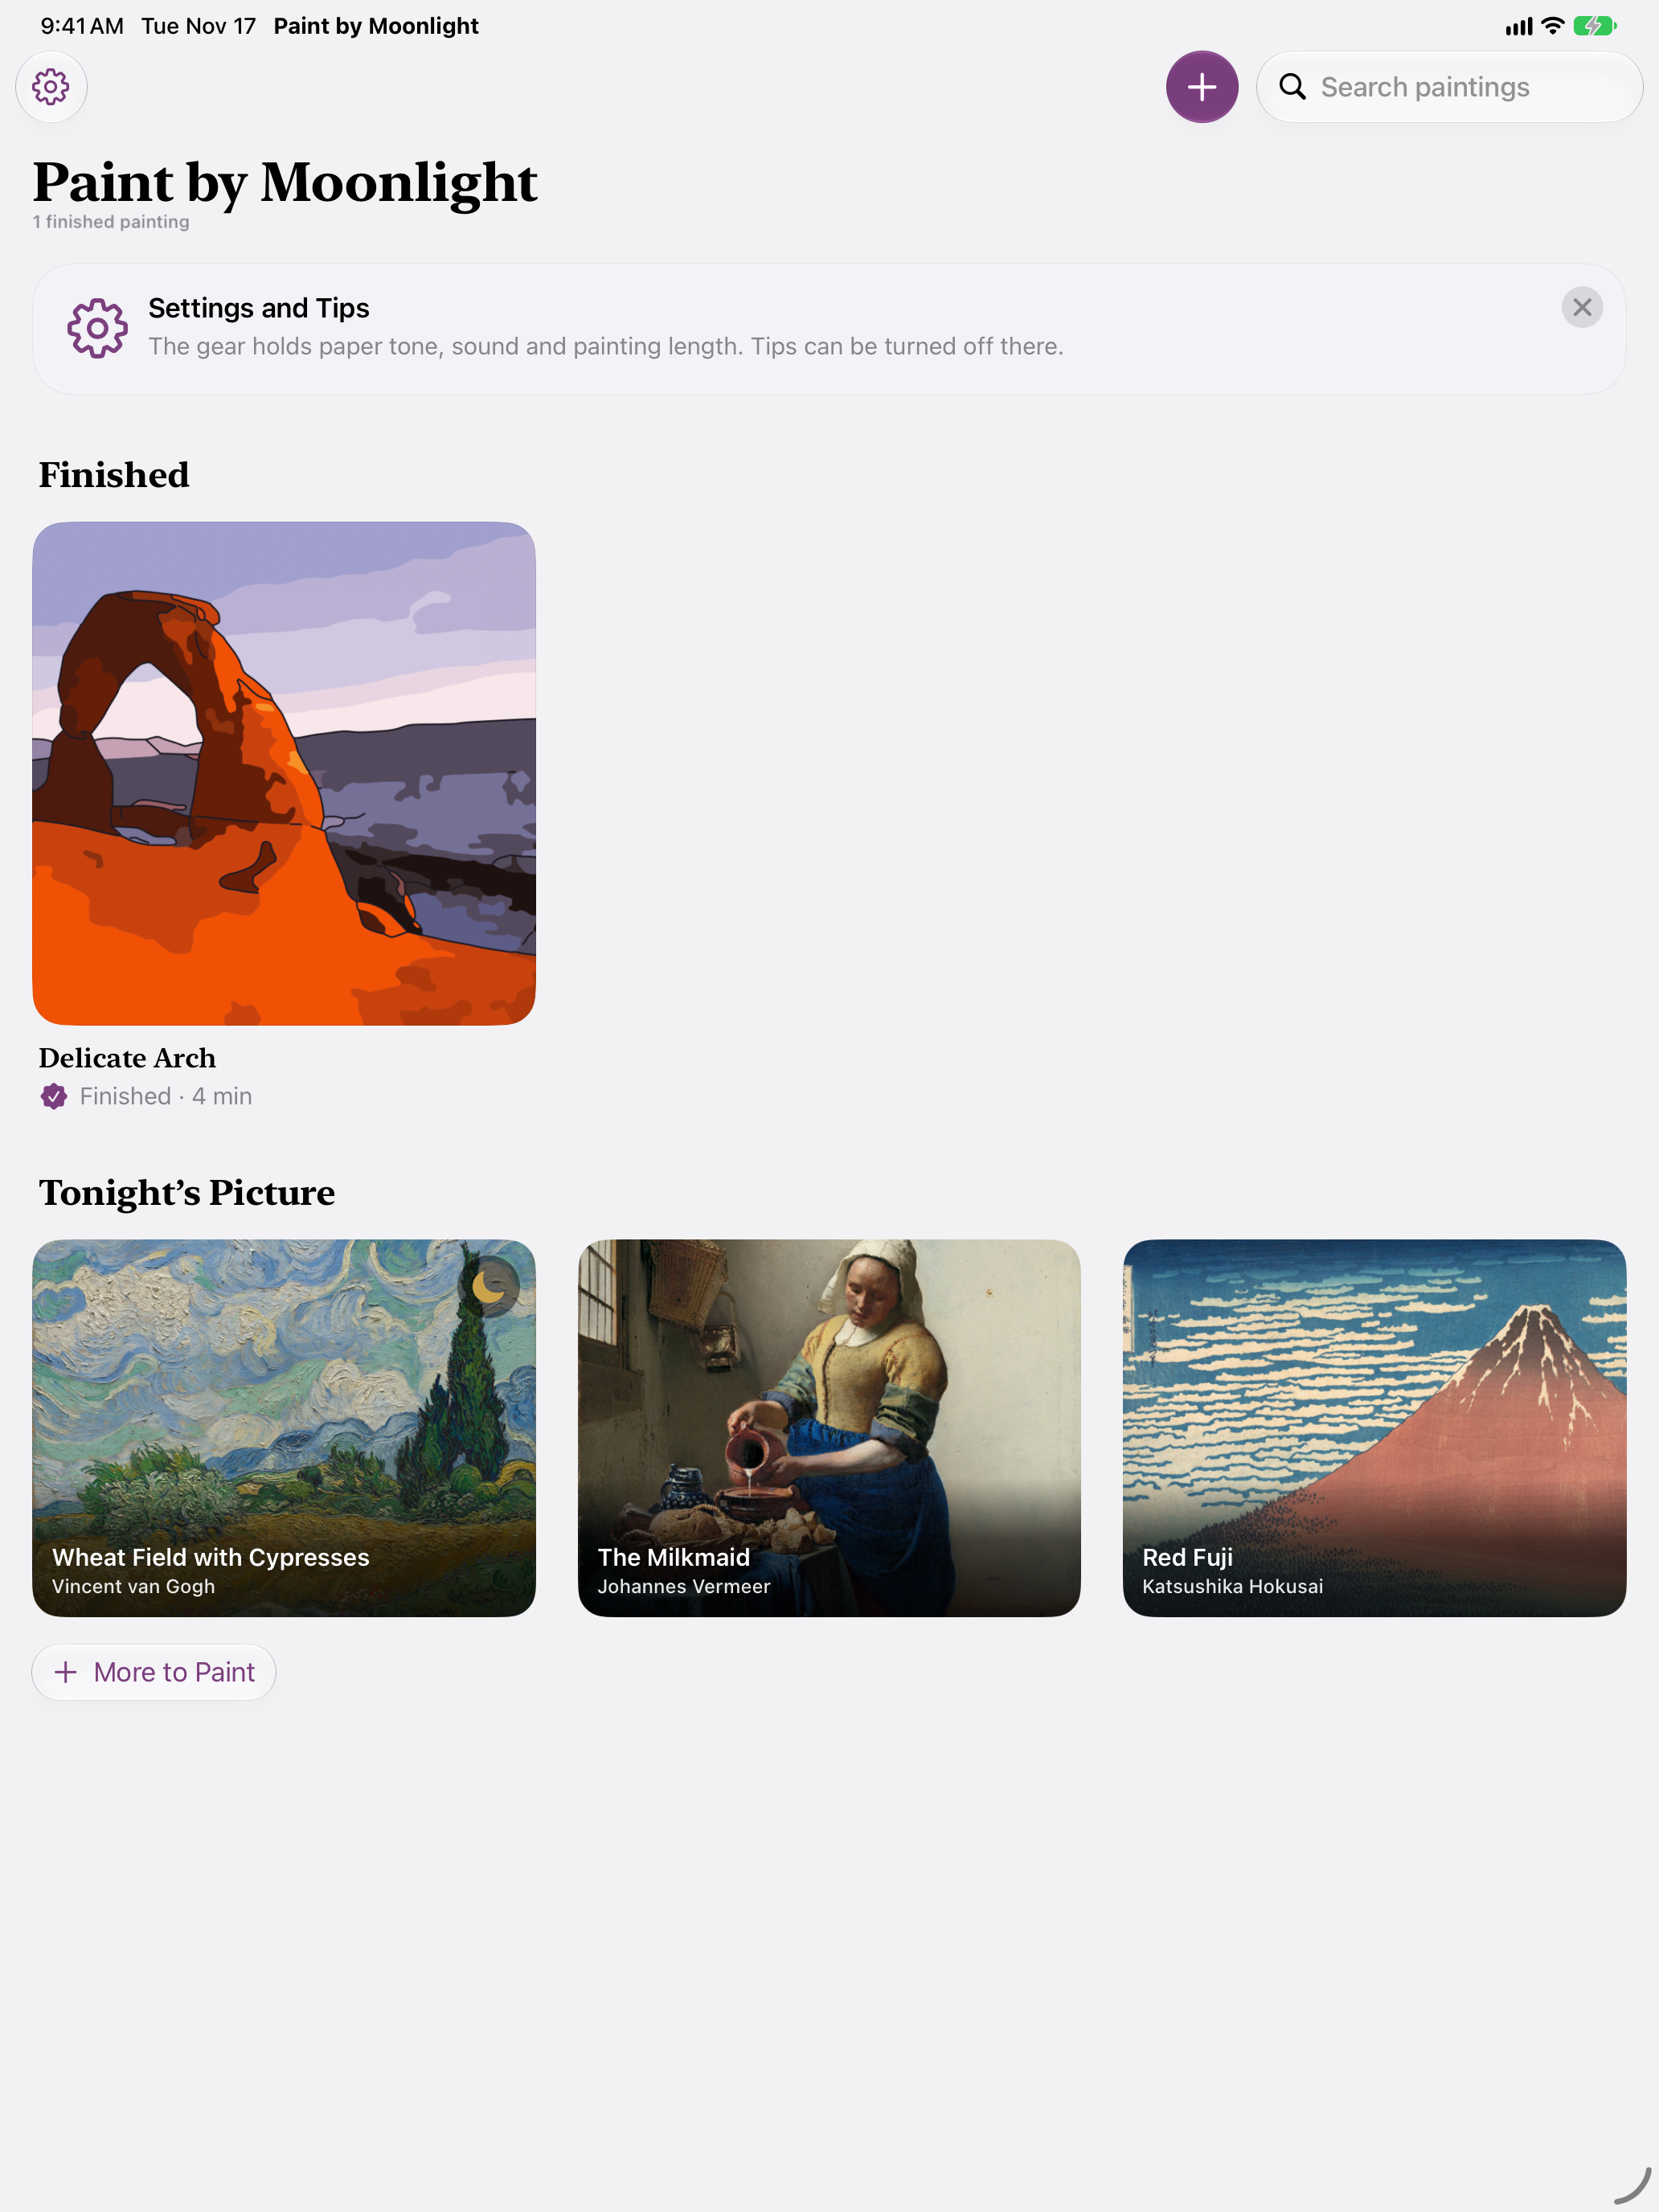 9:41 AM Tue Nov 17 Paint by Moonlight
Search paintings
Paint by Moonlight
1 finished painting
Settings and Tips
The gear holds paper tone, sound and painting length. Tips can be turned off there.
Finished
Delicate Arch
Finished · 4 min
Tonight’s Picture
Wheat Field with Cypresses
Vincent van Gogh
The Milkmaid
Johannes Vermeer
Red Fuji
Katsushika Hokusai
More to Paint